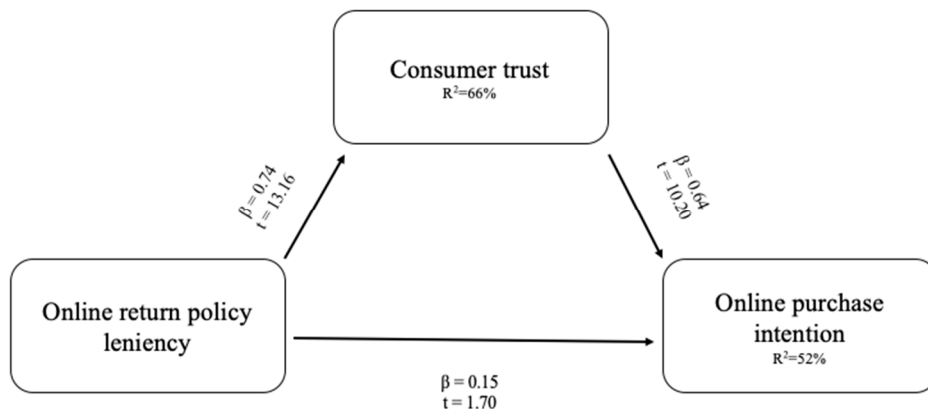 Consumer trust
R²=66%
β = 0.74
t = 13.16
β = 0.64
t = 10.20
Online return policy
leniency
Online purchase
intention
R²=52%
β = 0.15
t = 1.70